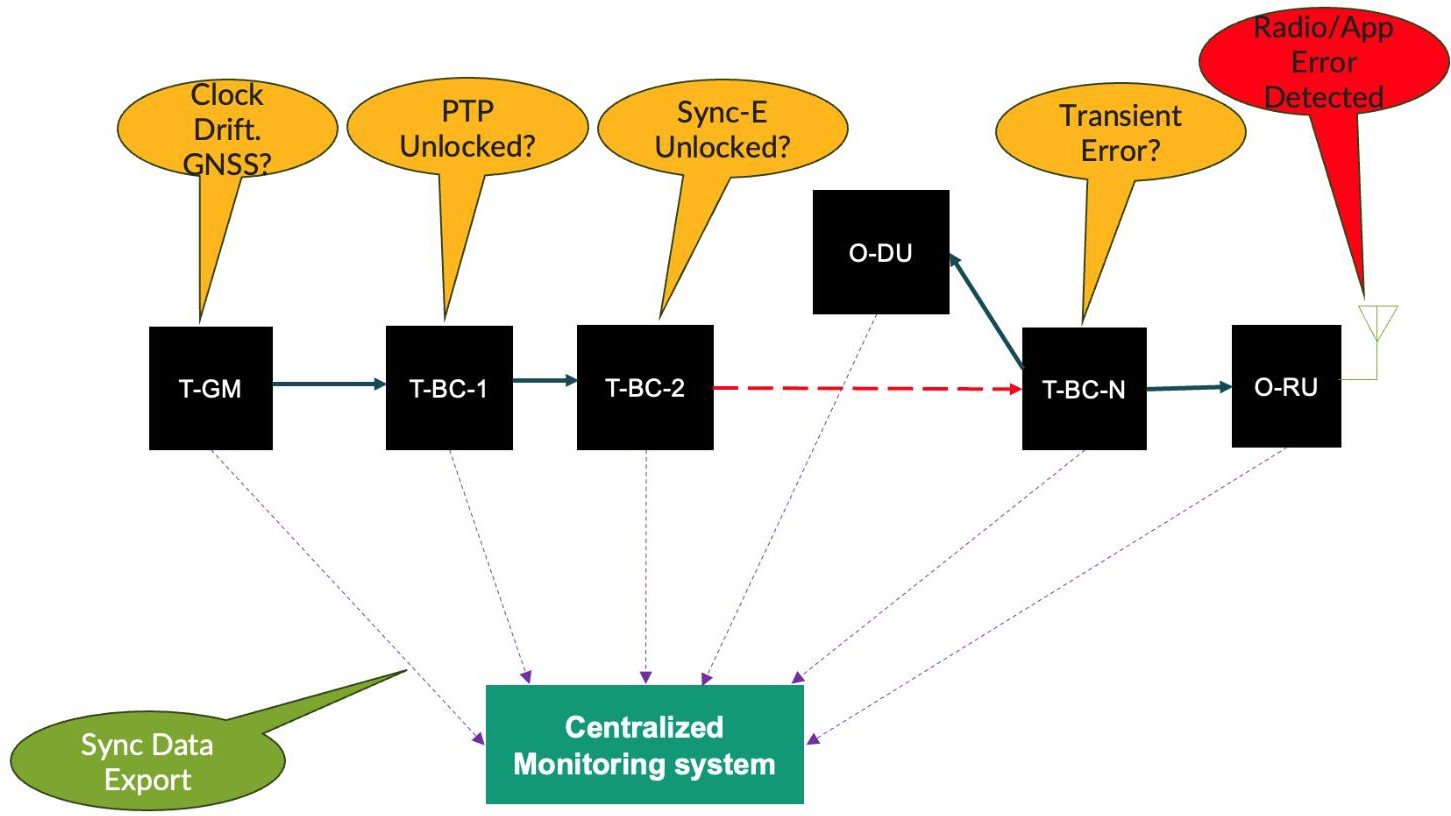 Radio/App
Error
Detected
Clock
Drift.
GNSS?
PTP
Unlocked?
Sync-E
Unlocked?
Transient
Error?
O-DU
T-GM
T-BC-1
T-BC-2
T-BC-N
O-RU
Centralized
Monitoring system
Sync Data
Export